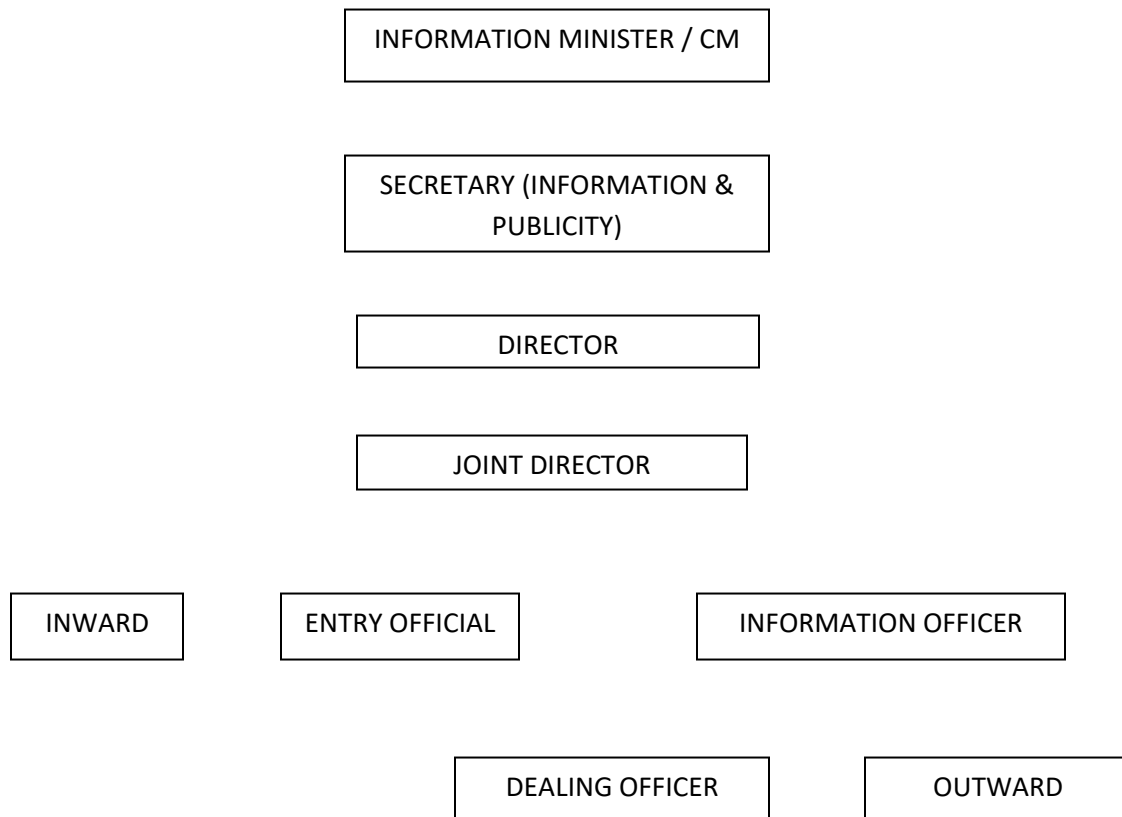 INFORMATION MINISTER / CM
SECRETARY (INFORMATION &
PUBLICITY)
DIRECTOR
JOINT DIRECTOR
INWARD
ENTRY OFFICIAL
INFORMATION OFFICER
DEALING OFFICER
OUTWARD